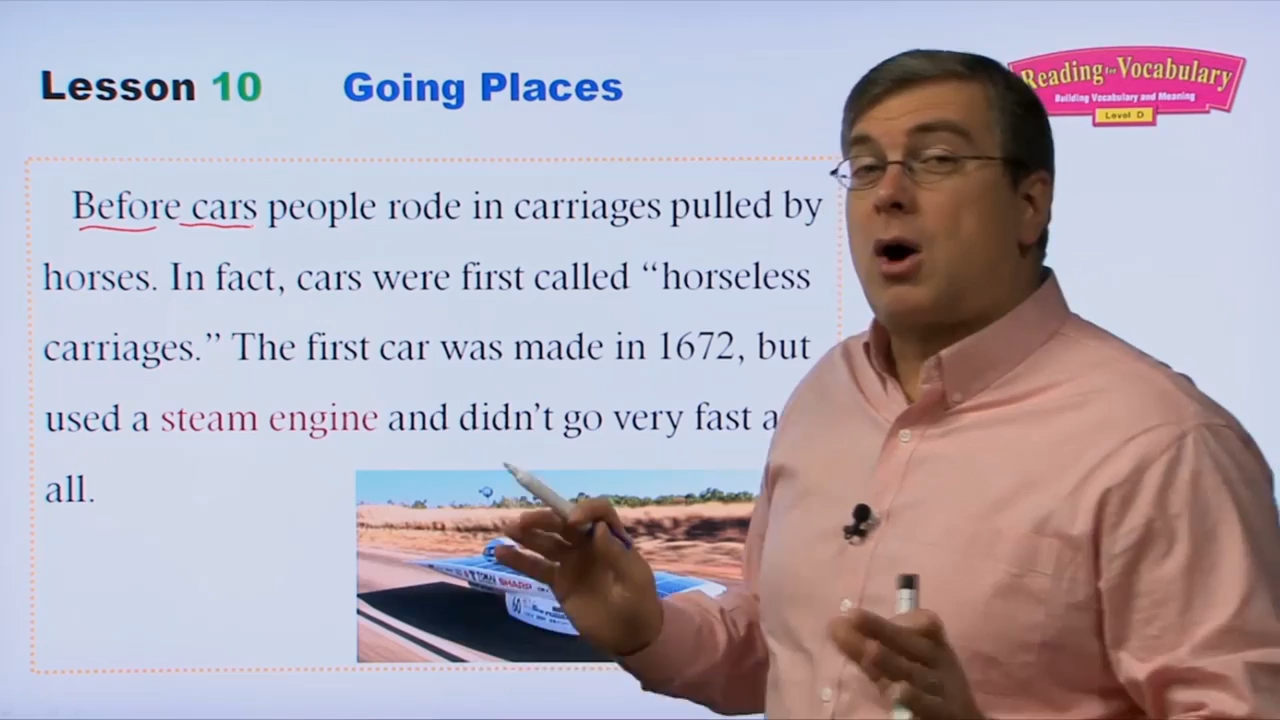 Lesson 10 Going Places
Reading for Vocabulary
Building Vocabulary and Meaning
Level D
Before cars people rode in carriages pulled by
horses. In fact, cars were first called “horseless
carriages.” The first car was made in 1672, but
used a steam engine and didn’t go very fast a
all.
SHARP
60